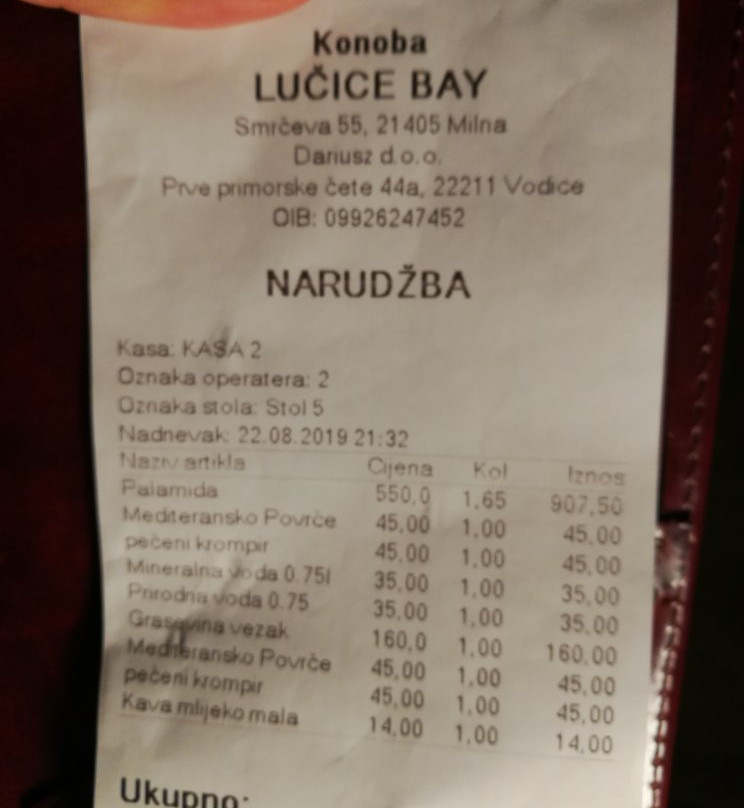 Konoba
LUČICE BAY
Smrčeva 55, 21405 Milna
Dariusz d.o.o.
Prve primorske čete 44a, 22211 Vodice
OIB: 09926247452
NARUDŽBA
Kasa: KASA 2
Oznaka operatera: 2
Oznaka stola: Stol 5
Nadnevak: 22.08.2019 21:32
Naziv artikla Cijena Kol Iznos
Palamida 550,0 1,65 907,50
Mediteransko Povrče 45,00 1,00 45,00
pečeni krompir 45,00 1,00 45,00
Mineralna voda 0.75l 35,00 1,00 35,00
Prirodna voda 0.75 35,00 1,00 35,00
Grasevina vezak 160,0 1,00 160,00
Mediteransko Povrče 45,00 1,00 45,00
pečeni krompir 45,00 1,00 45,00
Kava mlijeko mala 14,00 1,00 14,00
Ukupno: